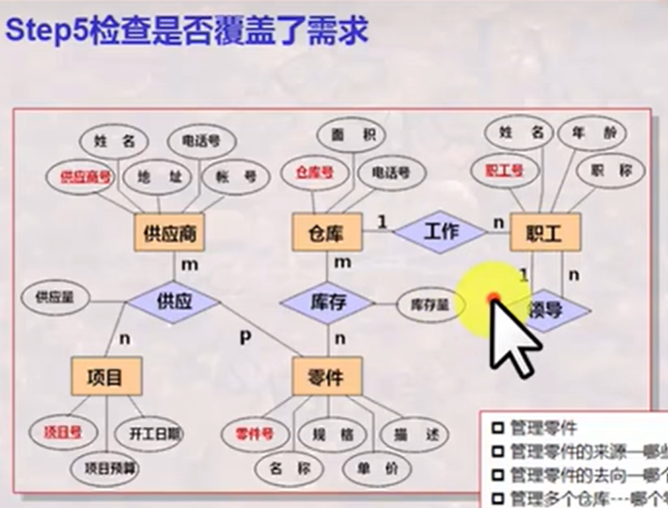 Step5检查是否覆盖了需求
姓 名
电话号
供应商号
地 址
帐 号
面 积
仓库号
电话号
姓 名
年 龄
职工号
职 称
供应商
仓库
1
工作
n
职工
m
m
1
n
供应量
供应
库存
库存量
领导
n
p
n
项目
零件
项目号
开工日期
项目预算
零件号
规 格
描 述
名 称
单 价
管理零件
管理零件的来源—哪些
管理零件的去向—哪个
管理多个仓库---哪个